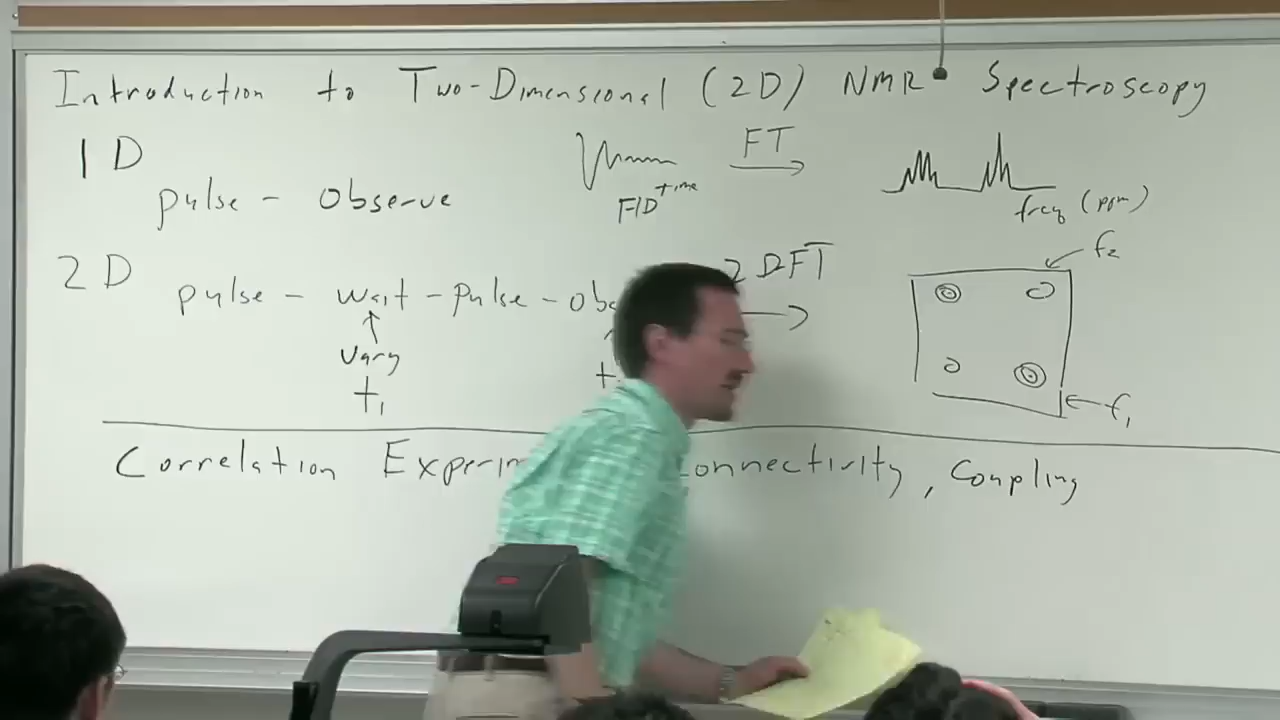 Introduction to Two-Dimensional (2D) NMR Spectroscopy
1D
pulse - observe
FID
time
FT
freq (ppm)
2D
pulse - wait - pulse - obs
vary
t1
t
2DFT
f2
f1
Correlation Experim onnectivity, Coupling